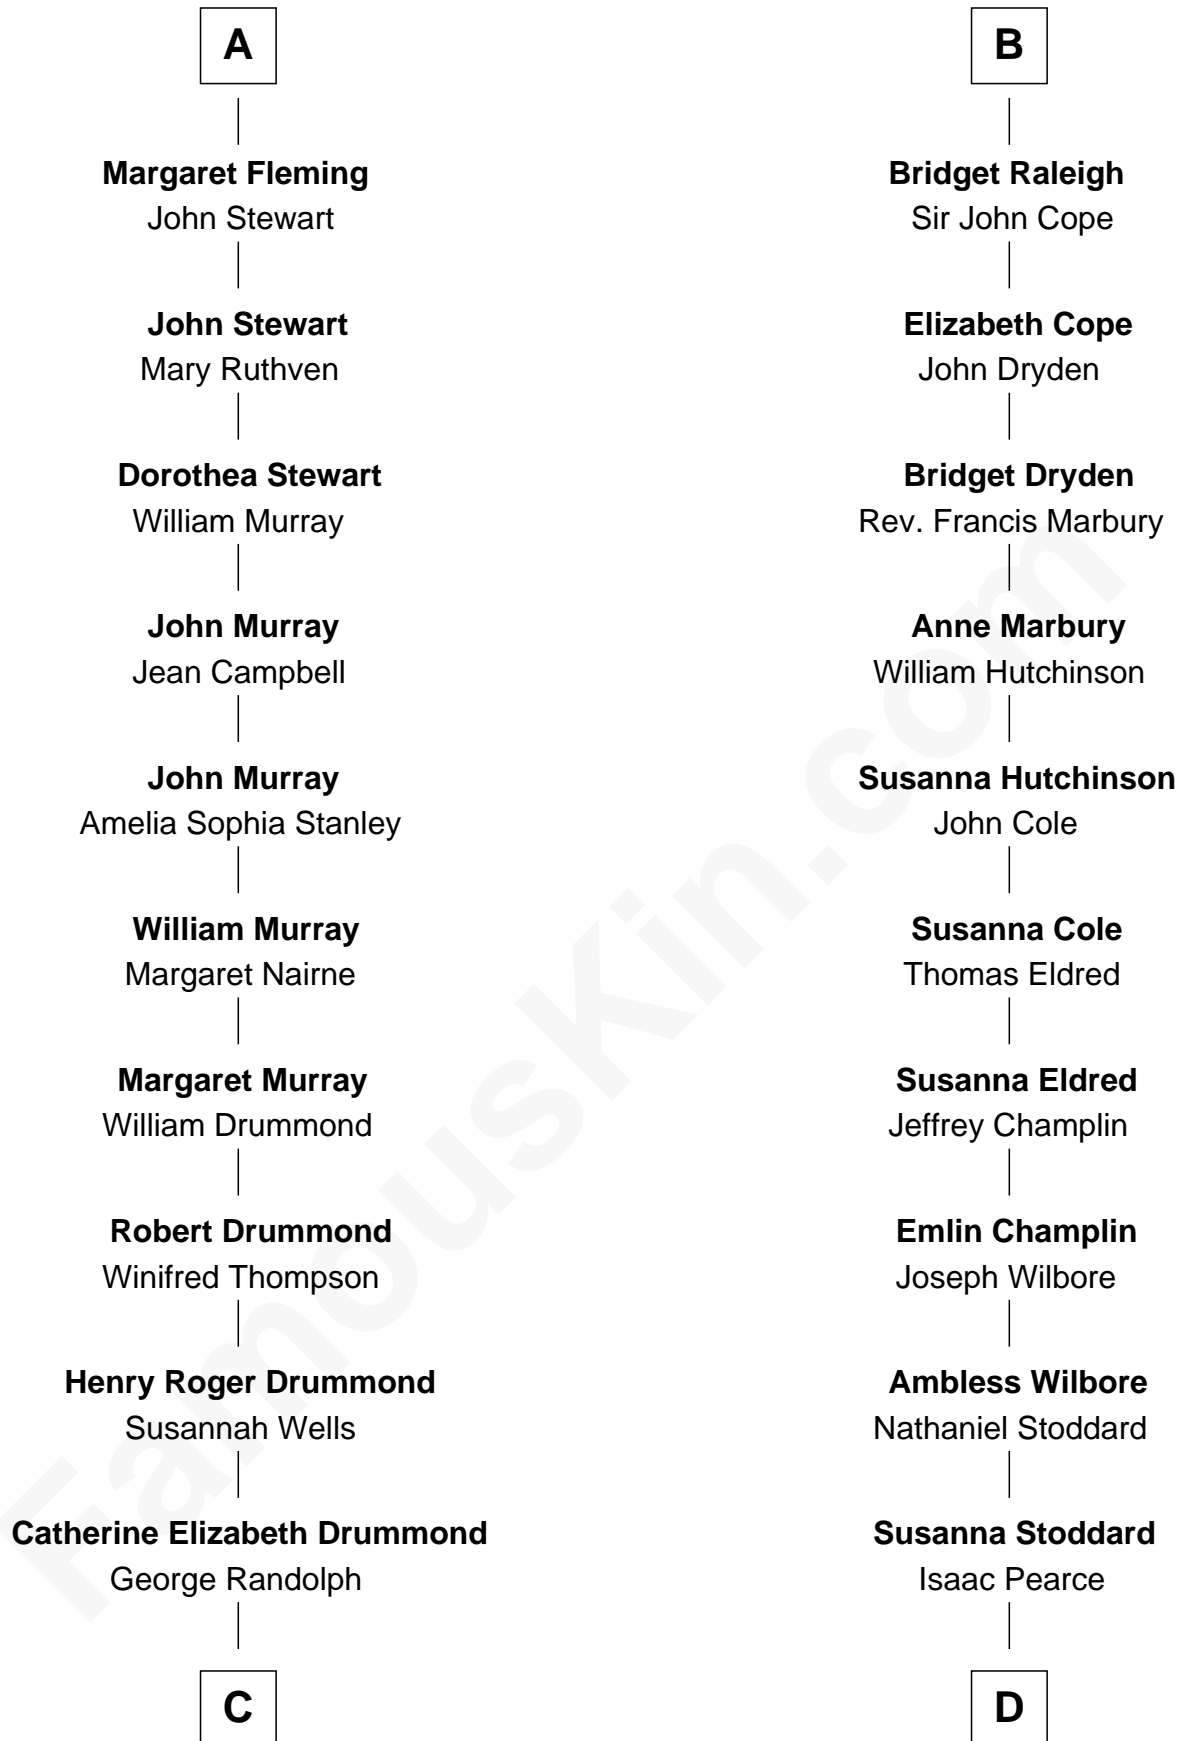 A
Margaret Fleming
John Stewart
John Stewart
Mary Ruthven
Dorothea Stewart
William Murray
John Murray
Jean Campbell
John Murray
Amelia Sophia Stanley
William Murray
Margaret Nairne
Margaret Murray
William Drummond
Robert Drummond
Winifred Thompson
Henry Roger Drummond
Susannah Wells
Catherine Elizabeth Drummond
George Randolph
C
B
Bridget Raleigh
Sir John Cope
Elizabeth Cope
John Dryden
Bridget Dryden
Rev. Francis Marbury
Anne Marbury
William Hutchinson
Susanna Hutchinson
John Cole
Susanna Cole
Thomas Eldred
Susanna Eldred
Jeffrey Champlin
Emlin Champlin
Joseph Wilbore
Ambless Wilbore
Nathaniel Stoddard
Susanna Stoddard
Isaac Pearce
D
FamousKin.com